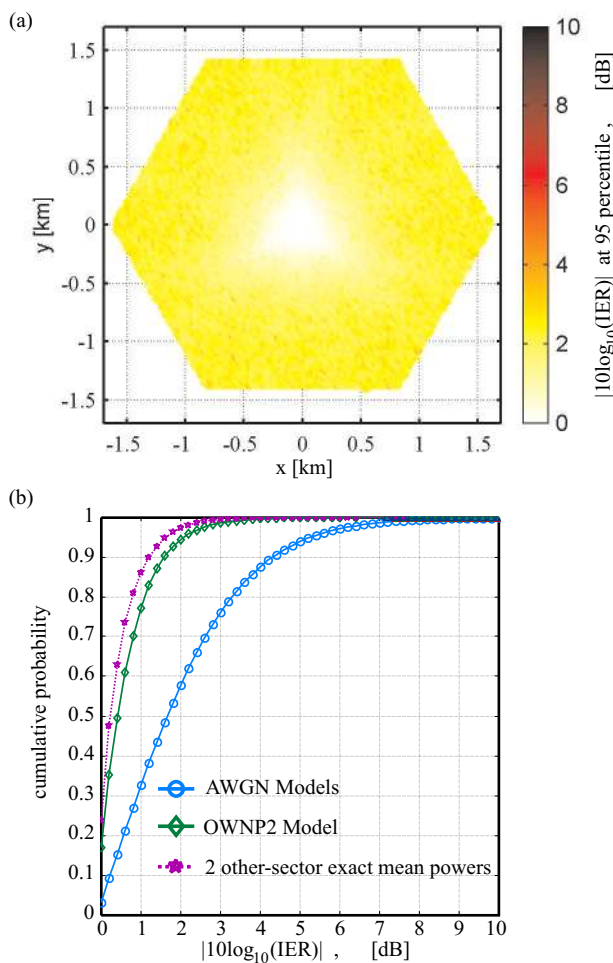 (a)
10
8
6
4
2
0
|10log10(IER)| at 95 percentile , [dB]
1.5
1
0.5
0
-0.5
-1
-1.5
y [km]
-1.5 -1 -0.5 0 0.5 1 1.5
x [km]
(b)
1
0.9
0.8
0.7
0.6
0.5
0.4
0.3
0.2
0.1
0
cumulative probability
AWGN Models
OWNP2 Model
2 other-sector exact mean powers
0 1 2 3 4 5 6 7 8 9 10
|10log10(IER)| , [dB]